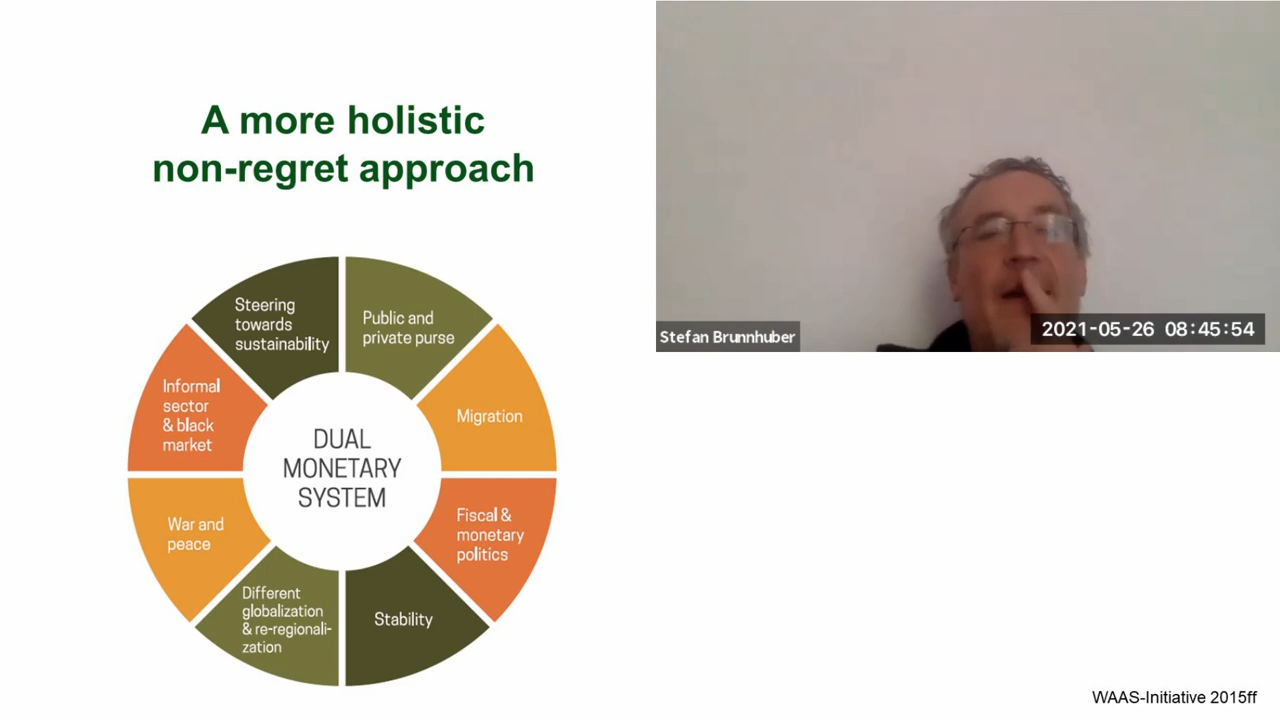 A more holistic
non-regret approach
Steering
towards
sustainability
Public and
private purse
Informal
sector
& black
market
Migration
DUAL
MONETARY
SYSTEM
War and
peace
Fiscal &
monetary
politics
Different
globalization
& re-regionali-
zation
Stability
Stefan Brunnhuber
2021-05-26 08:45:54
WAAS-Initiative 2015ff